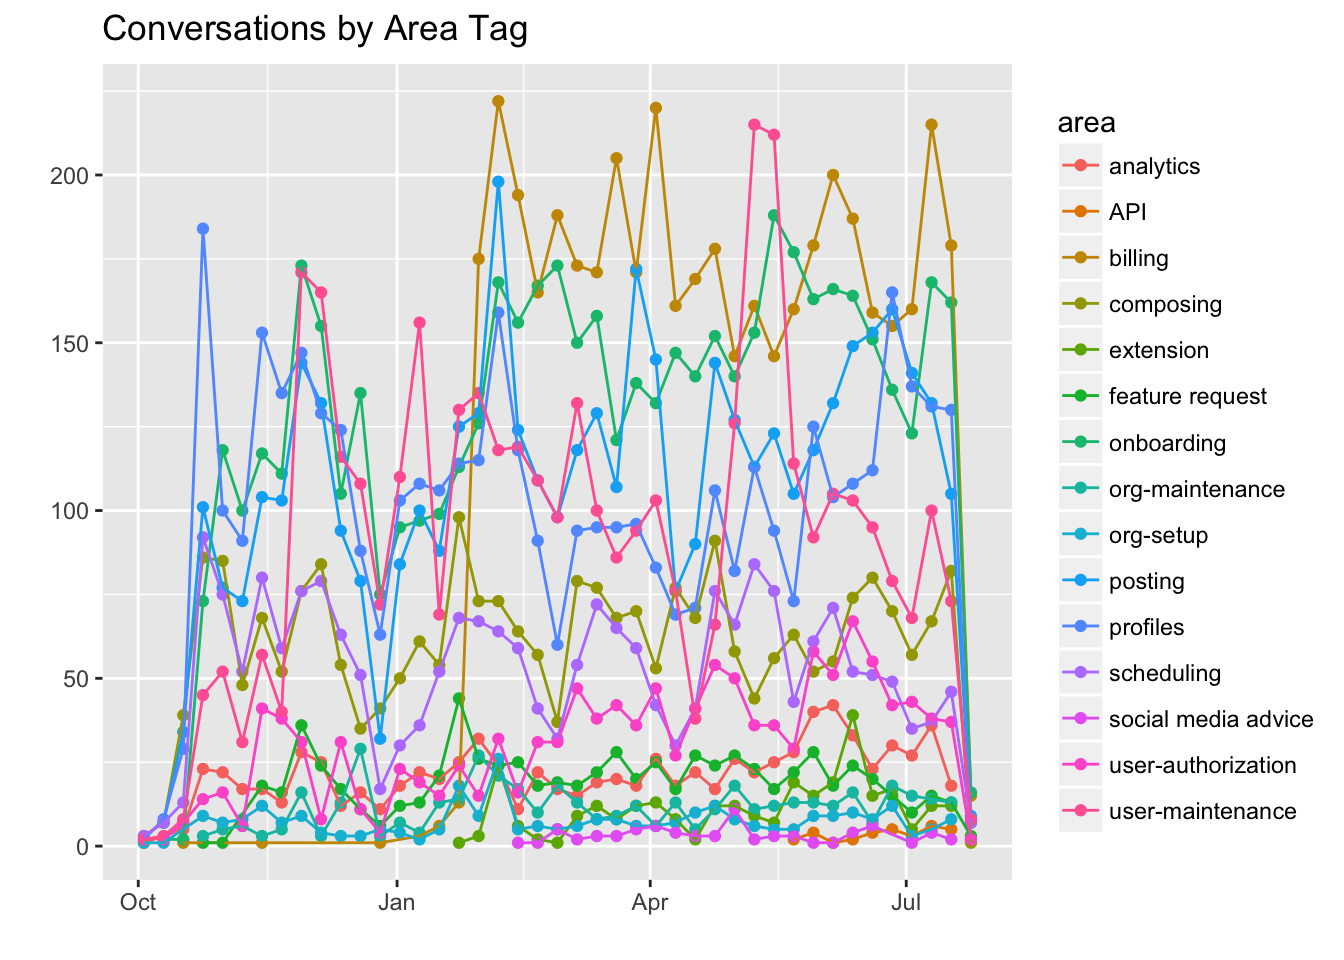 Conversations by Area Tag
200
150
100
50
0
Oct
Jan
Apr
Jul
area
analytics
API
billing
composing
extension
feature request
onboarding
org-maintenance
org-setup
posting
profiles
scheduling
social media advice
user-authorization
user-maintenance